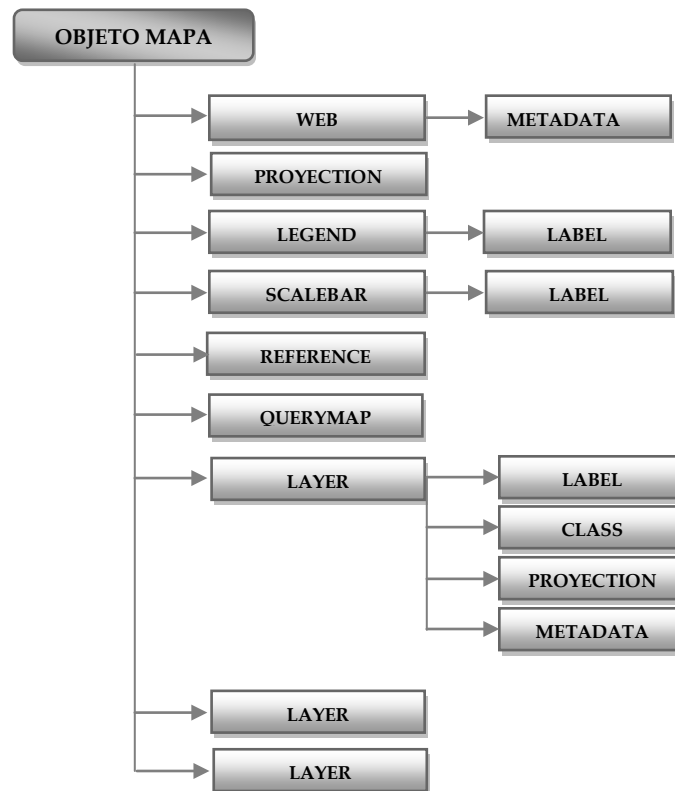 OBJETO MAPA
WEB
METADATA
PROYECTION
LEGEND
LABEL
SCALEBAR
LABEL
REFERENCE
QUERYMAP
LAYER
LABEL
CLASS
PROYECTION
METADATA
LAYER
LAYER